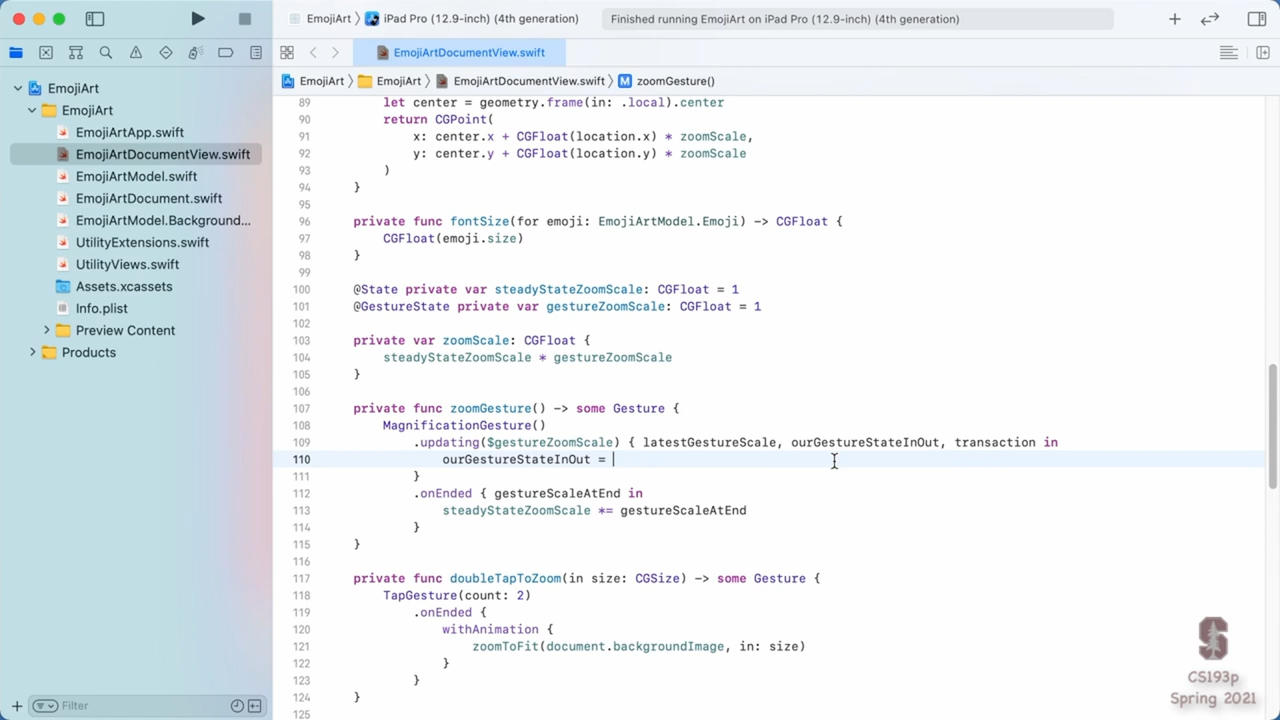 EmojiArt
iPad Pro (12.9-inch) (4th generation)
Finished running EmojiArt on iPad Pro (12.9-inch) (4th generation)
EmojiArtDocumentView.swift
EmojiArt
EmojiArt
EmojiArtDocumentView.swift
M
zoomGesture()
EmojiArt
EmojiArt
EmojiArtApp.swift
EmojiArtDocumentView.swift
EmojiArtModel.swift
EmojiArtDocument.swift
EmojiArtModel.Background...
UtilityExtensions.swift
UtilityViews.swift
Assets.xcassets
Info.plist
Preview Content
Products
Filter
89 let center = geometry.frame(in: .local).center
90 return CGPoint(
91 x: center.x + CGFloat(location.x) * zoomScale,
92 y: center.y + CGFloat(location.y) * zoomScale
93 )
94 }
95
96 private func fontSize(for emoji: EmojiArtModel.Emoji) -> CGFloat {
97 CGFloat(emoji.size)
98 }
99
100 @State private var steadyStateZoomScale: CGFloat = 1
101 @GestureState private var gestureZoomScale: CGFloat = 1
102
103 private var zoomScale: CGFloat {
104 steadyStateZoomScale * gestureZoomScale
105 }
106
107 private func zoomGesture() -> some Gesture {
108 MagnificationGesture()
109 .updating($gestureZoomScale) { latestGestureScale, ourGestureStateInOut, transaction in
110 ourGestureStateInOut =
111 }
112 .onEnded { gestureScaleAtEnd in
113 steadyStateZoomScale *= gestureScaleAtEnd
114 }
115 }
116
117 private func doubleTapToZoom(in size: CGSize) -> some Gesture {
118 TapGesture(count: 2)
119 .onEnded {
120 withAnimation {
121 zoomToFit(document.backgroundImage, in: size)
122 }
123 }
124 }
125
S
CS193p
Spring 2021